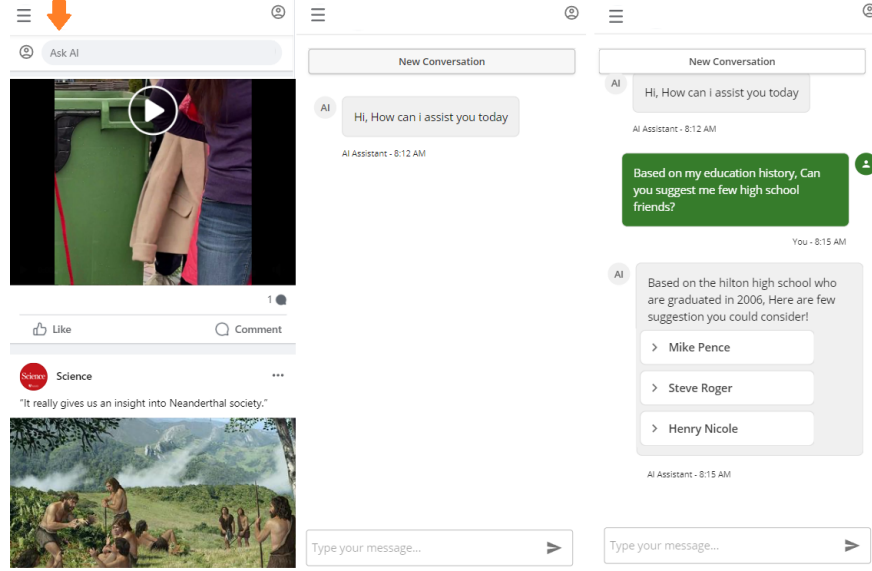 Ask AI
1
Like
Comment
Science
Science
"It really gives us an insight into Neanderthal society."
New Conversation
AI
Hi, How can i assist you today
AI Assistant - 8:12 AM
Type your message...
New Conversation
AI
Hi, How can i assist you today
AI Assistant - 8:12 AM
Based on my education history, Can
you suggest me few high school
friends?
You - 8:15 AM
AI
Based on the hilton high school who
are graduated in 2006, Here are few
suggestion you could consider!
Mike Pence
Steve Roger
Henry Nicole
AI Assistant - 8:15 AM
Type your message...